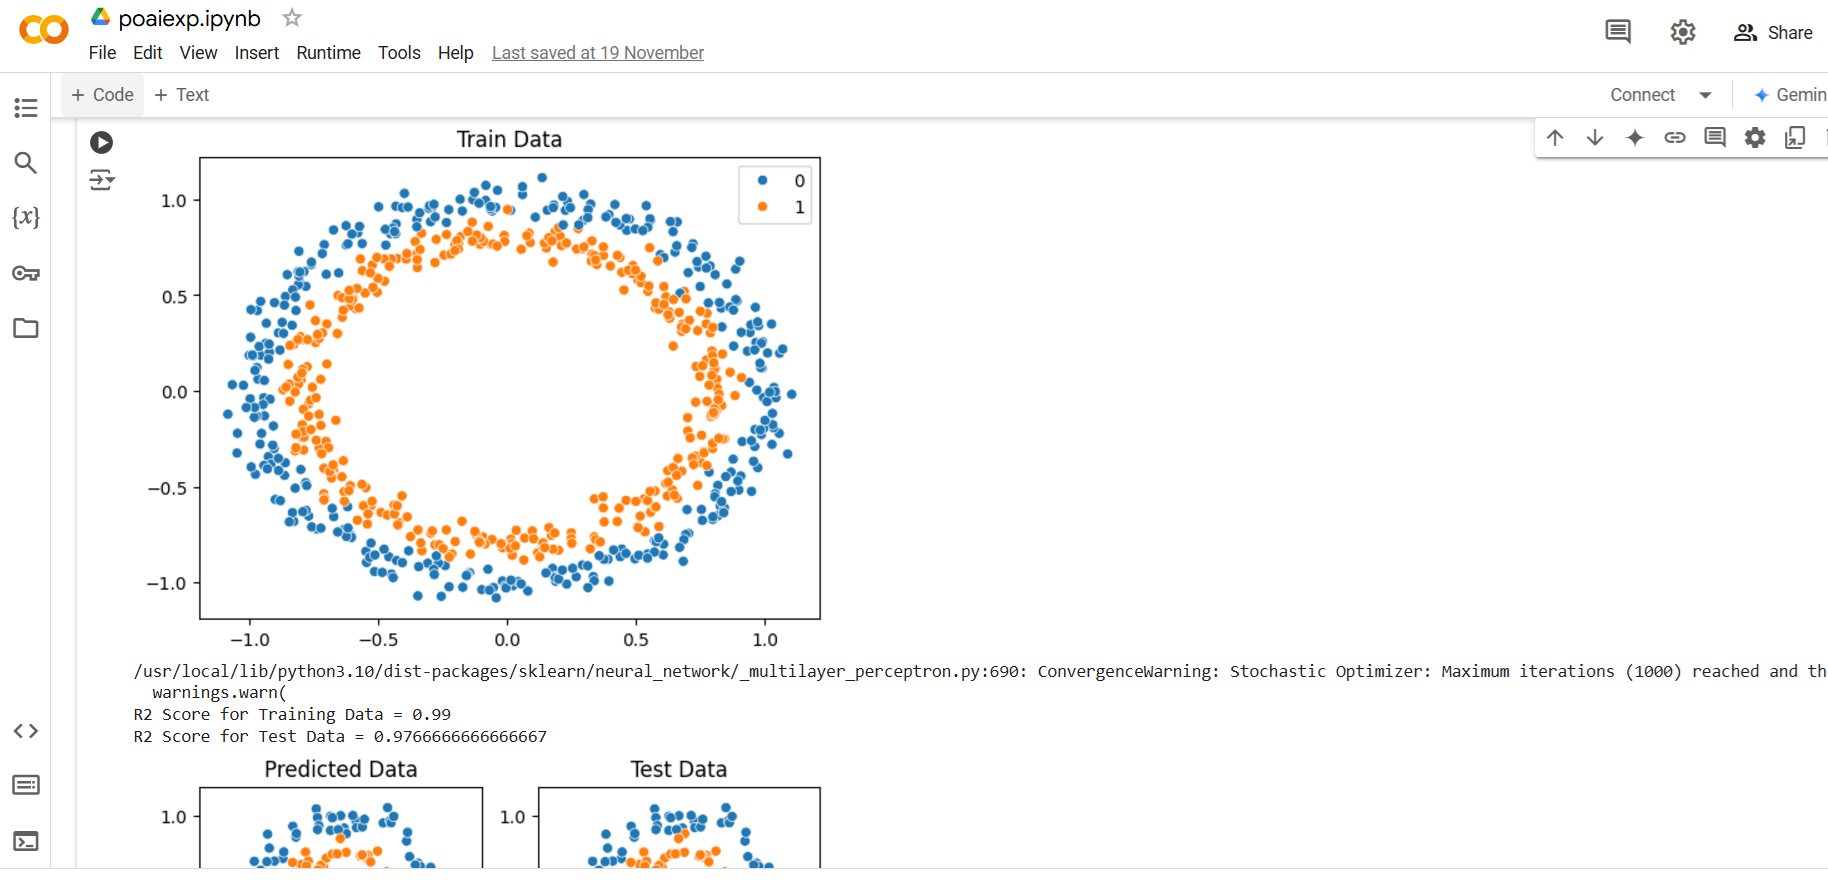 poaiexp.ipynb
File Edit View Insert Runtime Tools Help Last saved at 19 November
Share
+ Code + Text
Connect
Gemin
{x}
Train Data
0
1
1.0
0.5
0.0
−0.5
−1.0
−1.0 −0.5 0.0 0.5 1.0
/usr/local/lib/python3.10/dist-packages/sklearn/neural_network/_multilayer_perceptron.py:690: ConvergenceWarning: Stochastic Optimizer: Maximum iterations (1000) reached and th
warnings.warn(
R2 Score for Training Data = 0.99
R2 Score for Test Data = 0.9766666666666667
Predicted Data Test Data
1.0 1.0